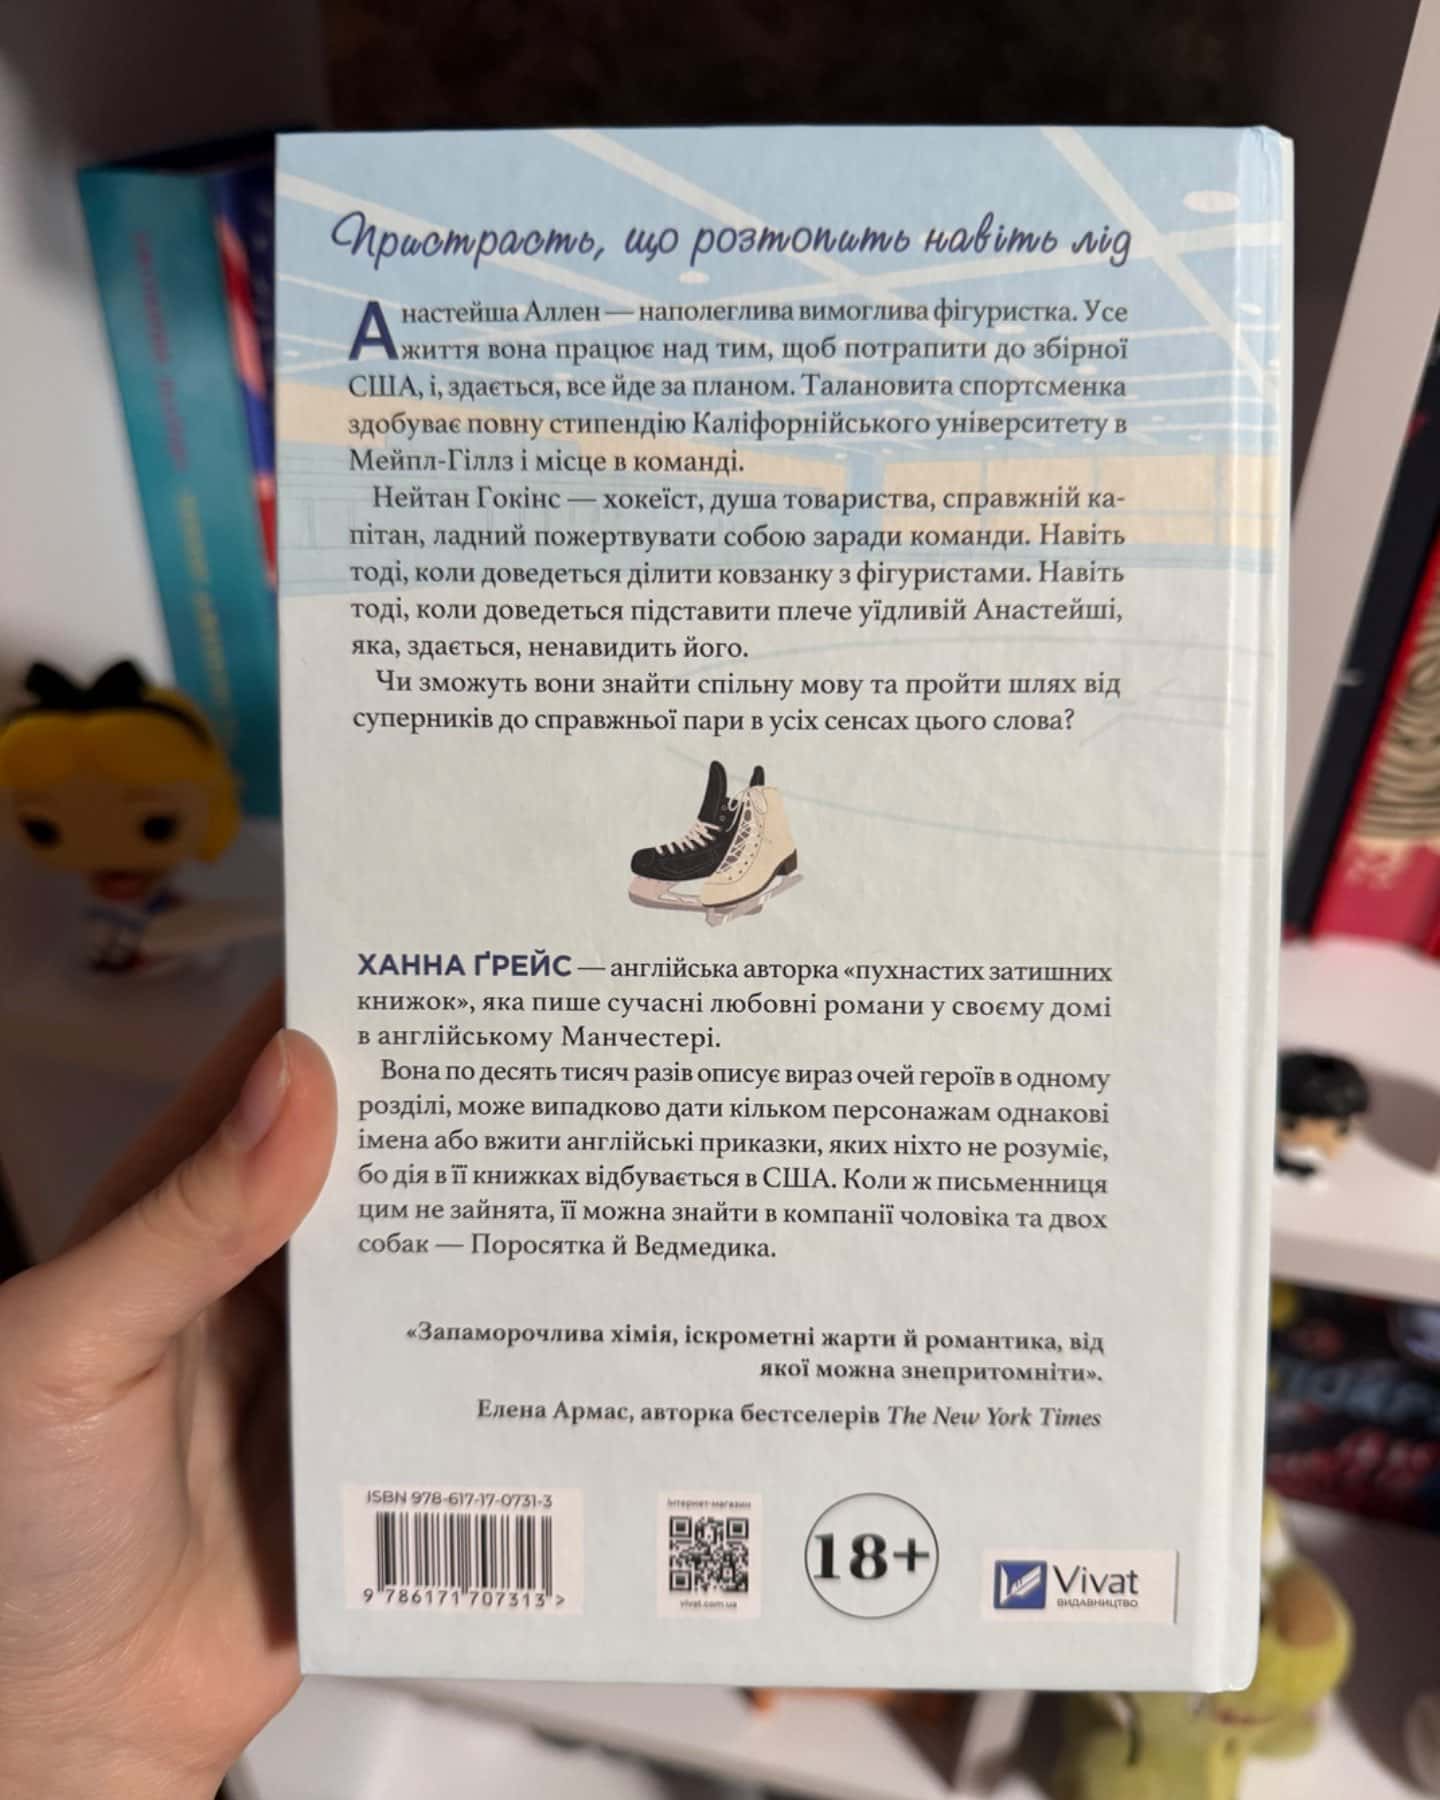 Пристрасть, що розтопить навіть лід
Анастейша Аллен — наполеглива вимоглива фігуристка. Усе
життя вона працює над тим, щоб потрапити до збірної
США, і, здається, все йде за планом. Талановита спортсменка
здобуває повну стипендію Каліфорнійського університету в
Мейпл-Гіллз і місце в команді.
Нейтан Гокінс — хокеїст, душа товариства, справжній ка-
пітан, ладний пожертвувати собою заради команди. Навіть
тоді, коли доведеться ділити ковзанку з фігуристами. Навіть
тоді, коли доведеться підставити плече уїдливій Анастейші,
яка, здається, ненавидить його.
Чи зможуть вони знайти спільну мову та пройти шлях від
суперників до справжньої пари в усіх сенсах цього слова?
ХАННА ҐРЕЙС — англійська авторка «пухнастих затишних
книжок», яка пише сучасні любовні романи у своєму домі
в англійському Манчестері.
Вона по десять тисяч разів описує вираз очей героїв в одному
розділі, може випадково дати кільком персонажам однакові
імена або вжити англійські приказки, яких ніхто не розуміє,
бо дія в її книжках відбувається в США. Коли ж письменниця
цим не зайнята, її можна знайти в компанії чоловіка та двох
собак — Поросятка й Ведмедика.
«Запаморочлива хімія, іскрометні жарти й романтика, від
якої можна знепритомніти».
Елена Армас, авторка бестселерів The New York Times
ISBN 978-617-17-0731-3
9 786171 707313 >
інтернет-магазин
vivat.com.ua
18+
Vivat
ВИДАВНИЦТВО